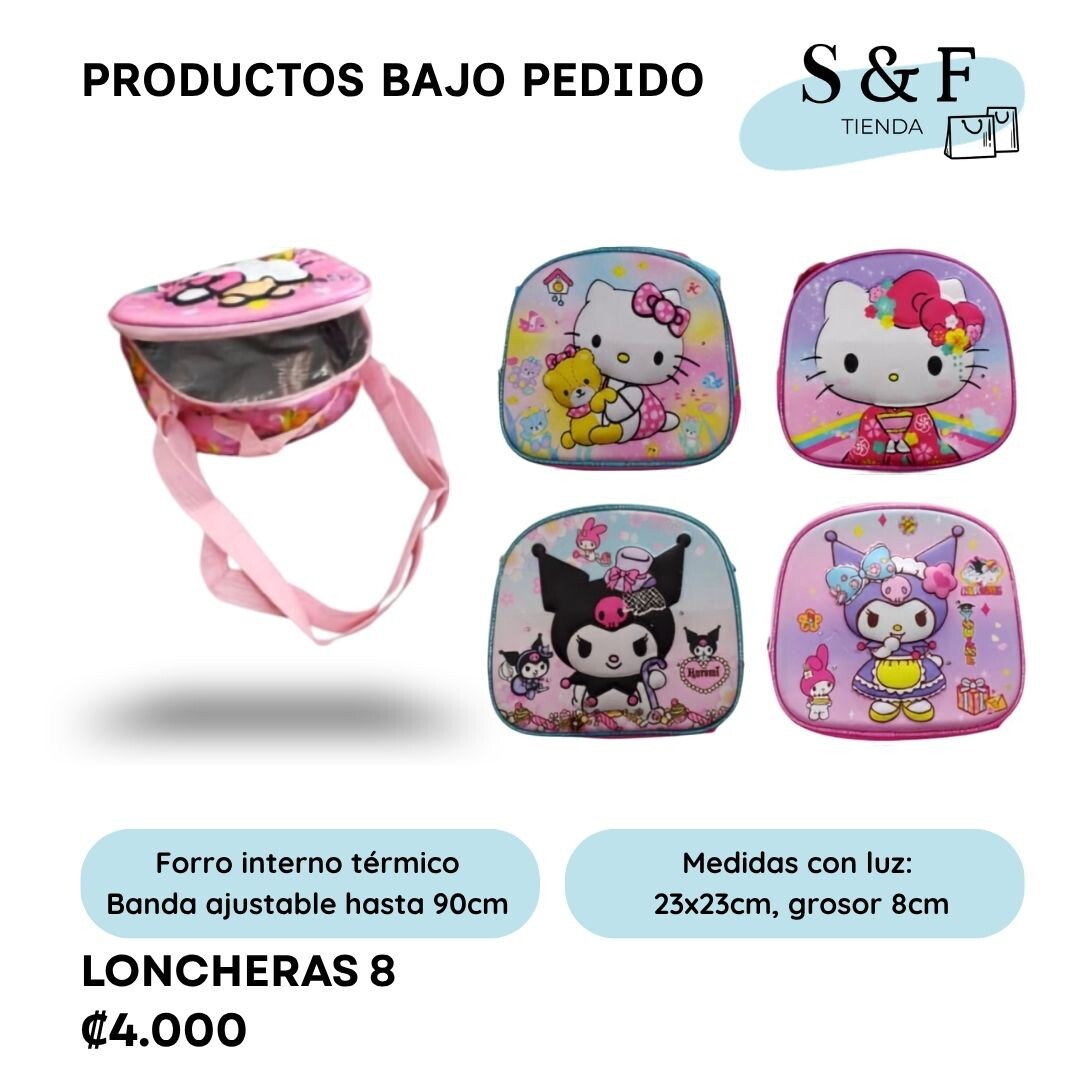 PRODUCTOS BAJO PEDIDO
S & F
TIENDA
Kuromi
Forro interno térmico
Banda ajustable hasta 90cm
Medidas con luz:
23x23cm, grosor 8cm
LONCHERAS 8
₡4.000